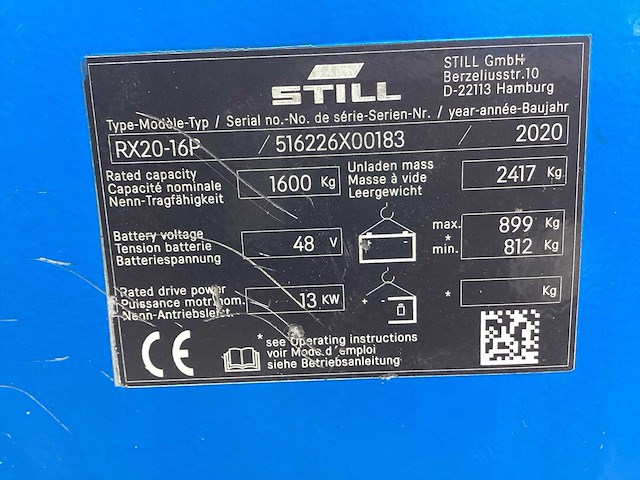 STILL
STILL GmbH
Berzeliusstr.10
D-22113 Hamburg
Type-Modèle-Typ / Serial no.-No. de série-Serien-Nr. / year-année-Baujahr
RX20-16P / 516226X00183 / 2020
Rated capacity
Capacité nominale
Nenn-Tragfähigkeit
1600 Kg
Unladen mass
Masse à vide
Leergewicht
2417 Kg
Battery voltage
Tension batterie
Batteriespannung
48 V
max. 899 Kg
*
min. 812 Kg
Rated drive power
Puissance motr. nom.
Nenn-Antriebsleist.
13 KW
+
* Kg
CE
* see Operating instructions
voir Mode d'emploi
siehe Betriebsanleitung